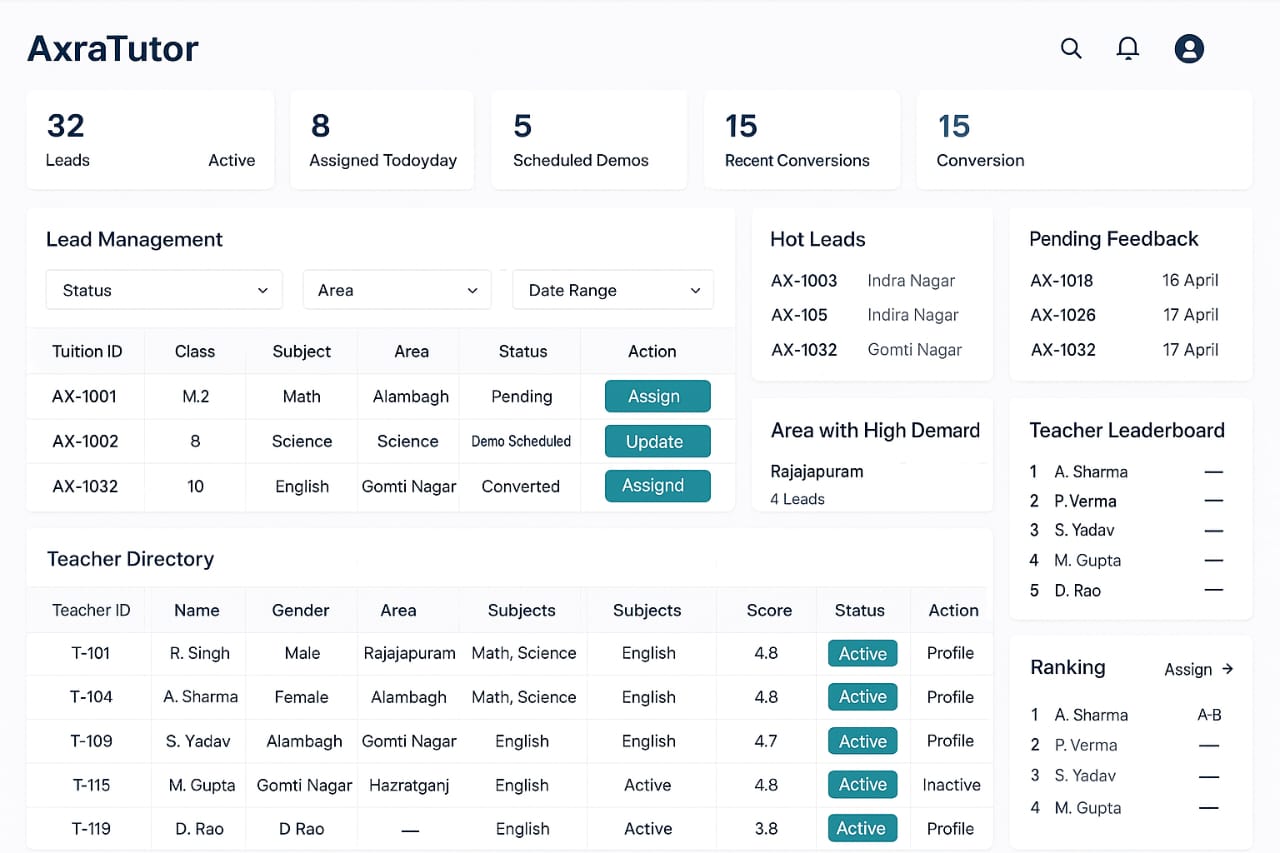 AxraTutor
32
Leads Active
8
Assigned Todoyday
5
Scheduled Demos
15
Recent Conversions
15
Conversion
Lead Management
Status Area Date Range
Tuition ID Class Subject Area Status Action
AX-1001 M.2 Math Alambagh Pending Assign
AX-1002 8 Science Science Demo Scheduled Update
AX-1032 10 English Gomti Nagar Converted Assignd
Hot Leads
AX-1003 Indra Nagar
AX-105 Indira Nagar
AX-1032 Gomti Nagar
Pending Feedback
AX-1018 16 April
AX-1026 17 April
AX-1032 17 April
Area with High Demard
Rajajapuram
4 Leads
Teacher Leaderboard
1 A. Sharma —
2 P. Verma —
3 S. Yadav —
4 M. Gupta —
5 D. Rao —
Teacher Directory
Teacher ID Name Gender Area Subjects Subjects Score Status Action
T-101 R. Singh Male Rajajapuram Math, Science English 4.8 Active Profile
T-104 A. Sharma Female Alambagh Math, Science English 4.8 Active Profile
T-109 S. Yadav Alambagh Gomti Nagar English English 4.7 Active Profile
T-115 M. Gupta Gomti Nagar Hazratganj English Active 4.8 Active Inactive
T-119 D. Rao D Rao — English Active 3.8 Active Profile
Ranking Assign →
1 A. Sharma A-B
2 P. Verma —
3 S. Yadav —
4 M. Gupta —